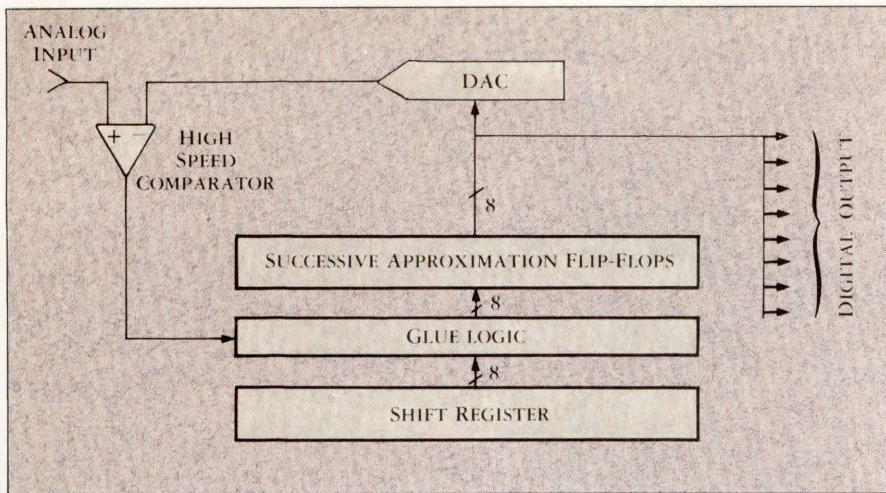 ANALOG
INPUT
DAC
+ −
HIGH
SPEED
COMPARATOR
8
SUCCESSIVE APPROXIMATION FLIP-FLOPS
8
GLUE LOGIC
8
SHIFT REGISTER
DIGITAL OUTPUT